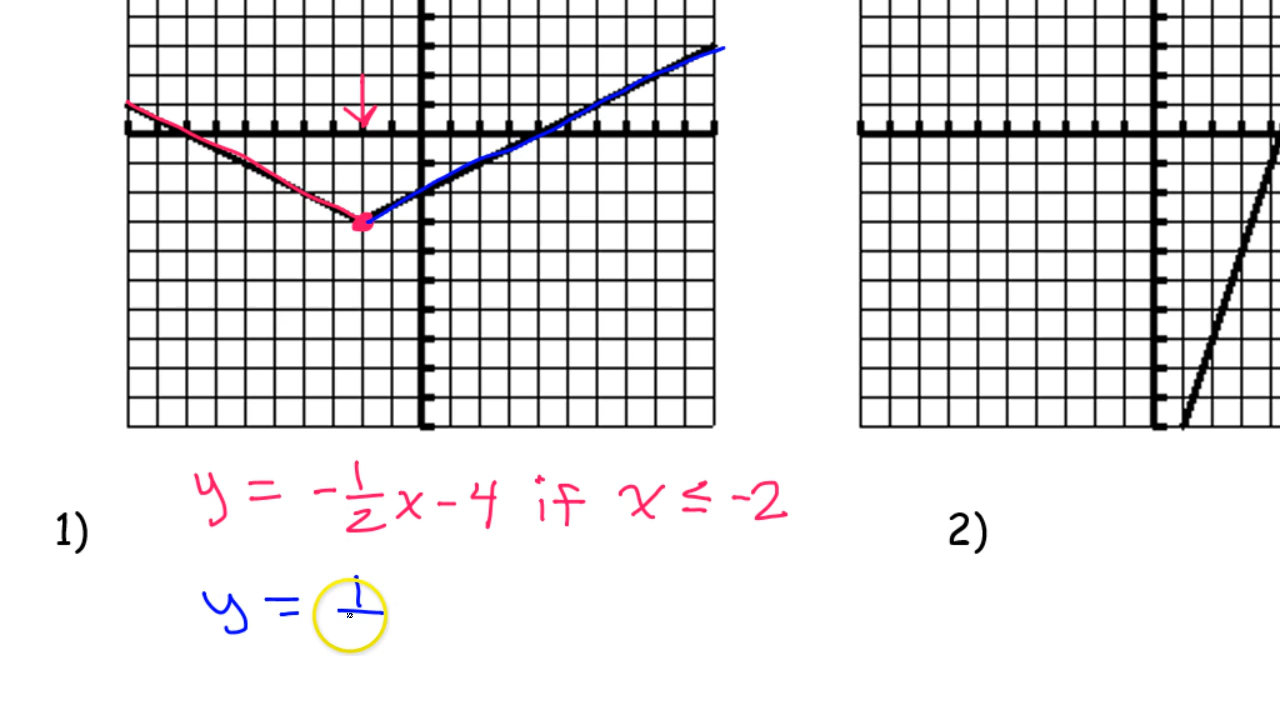 y = -1/2x-4 if x ≤ -2
1)
2)
y = 1/